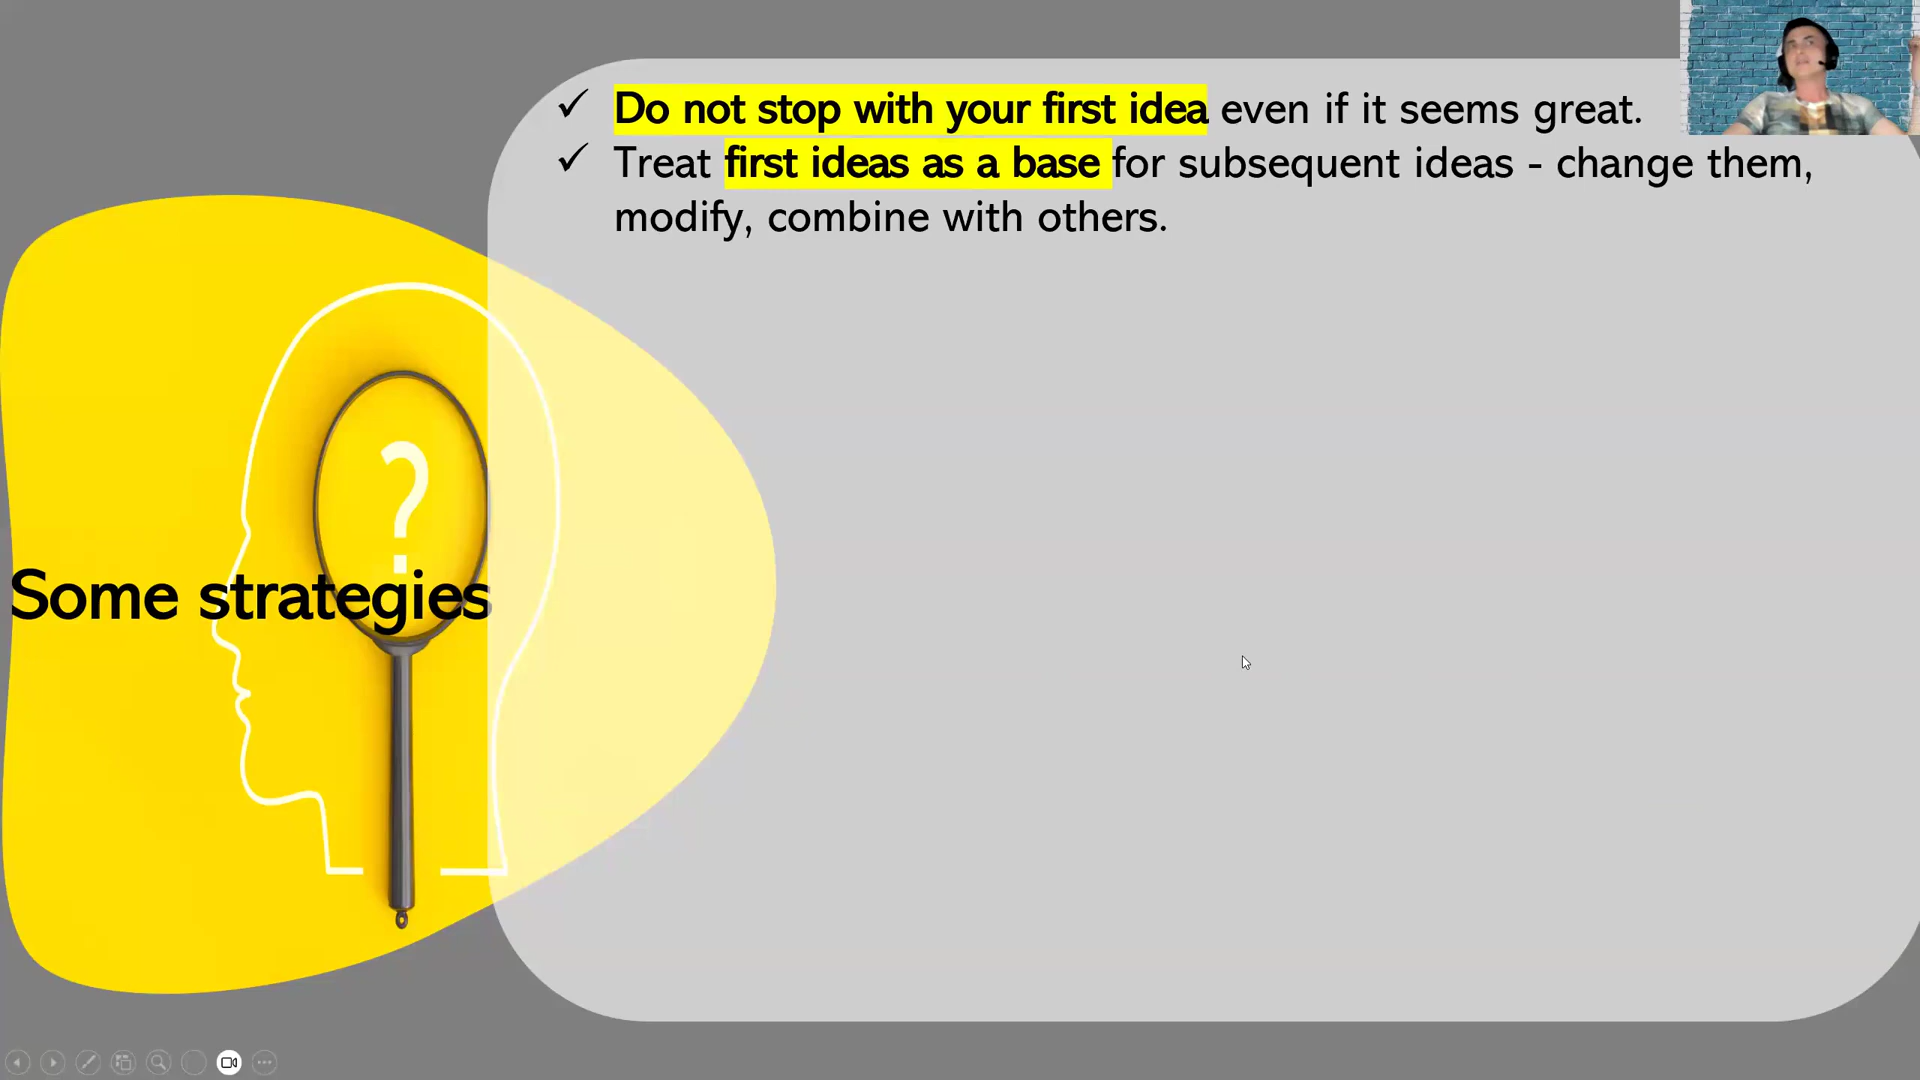 Do not stop with your first idea even if it seems great.
Treat first ideas as a base for subsequent ideas - change them,
modify, combine with others.
?
Some strategies